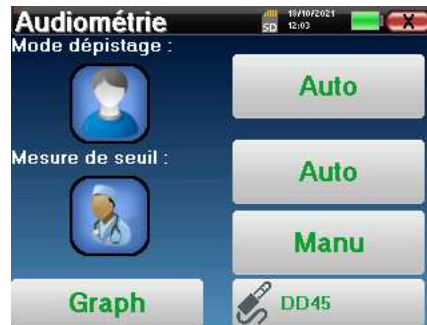 Audiométrie
SD
18/10/2021
12:03
X
Mode dépistage :
Auto
Mesure de seuil :
Auto
Manu
Graph
DD45